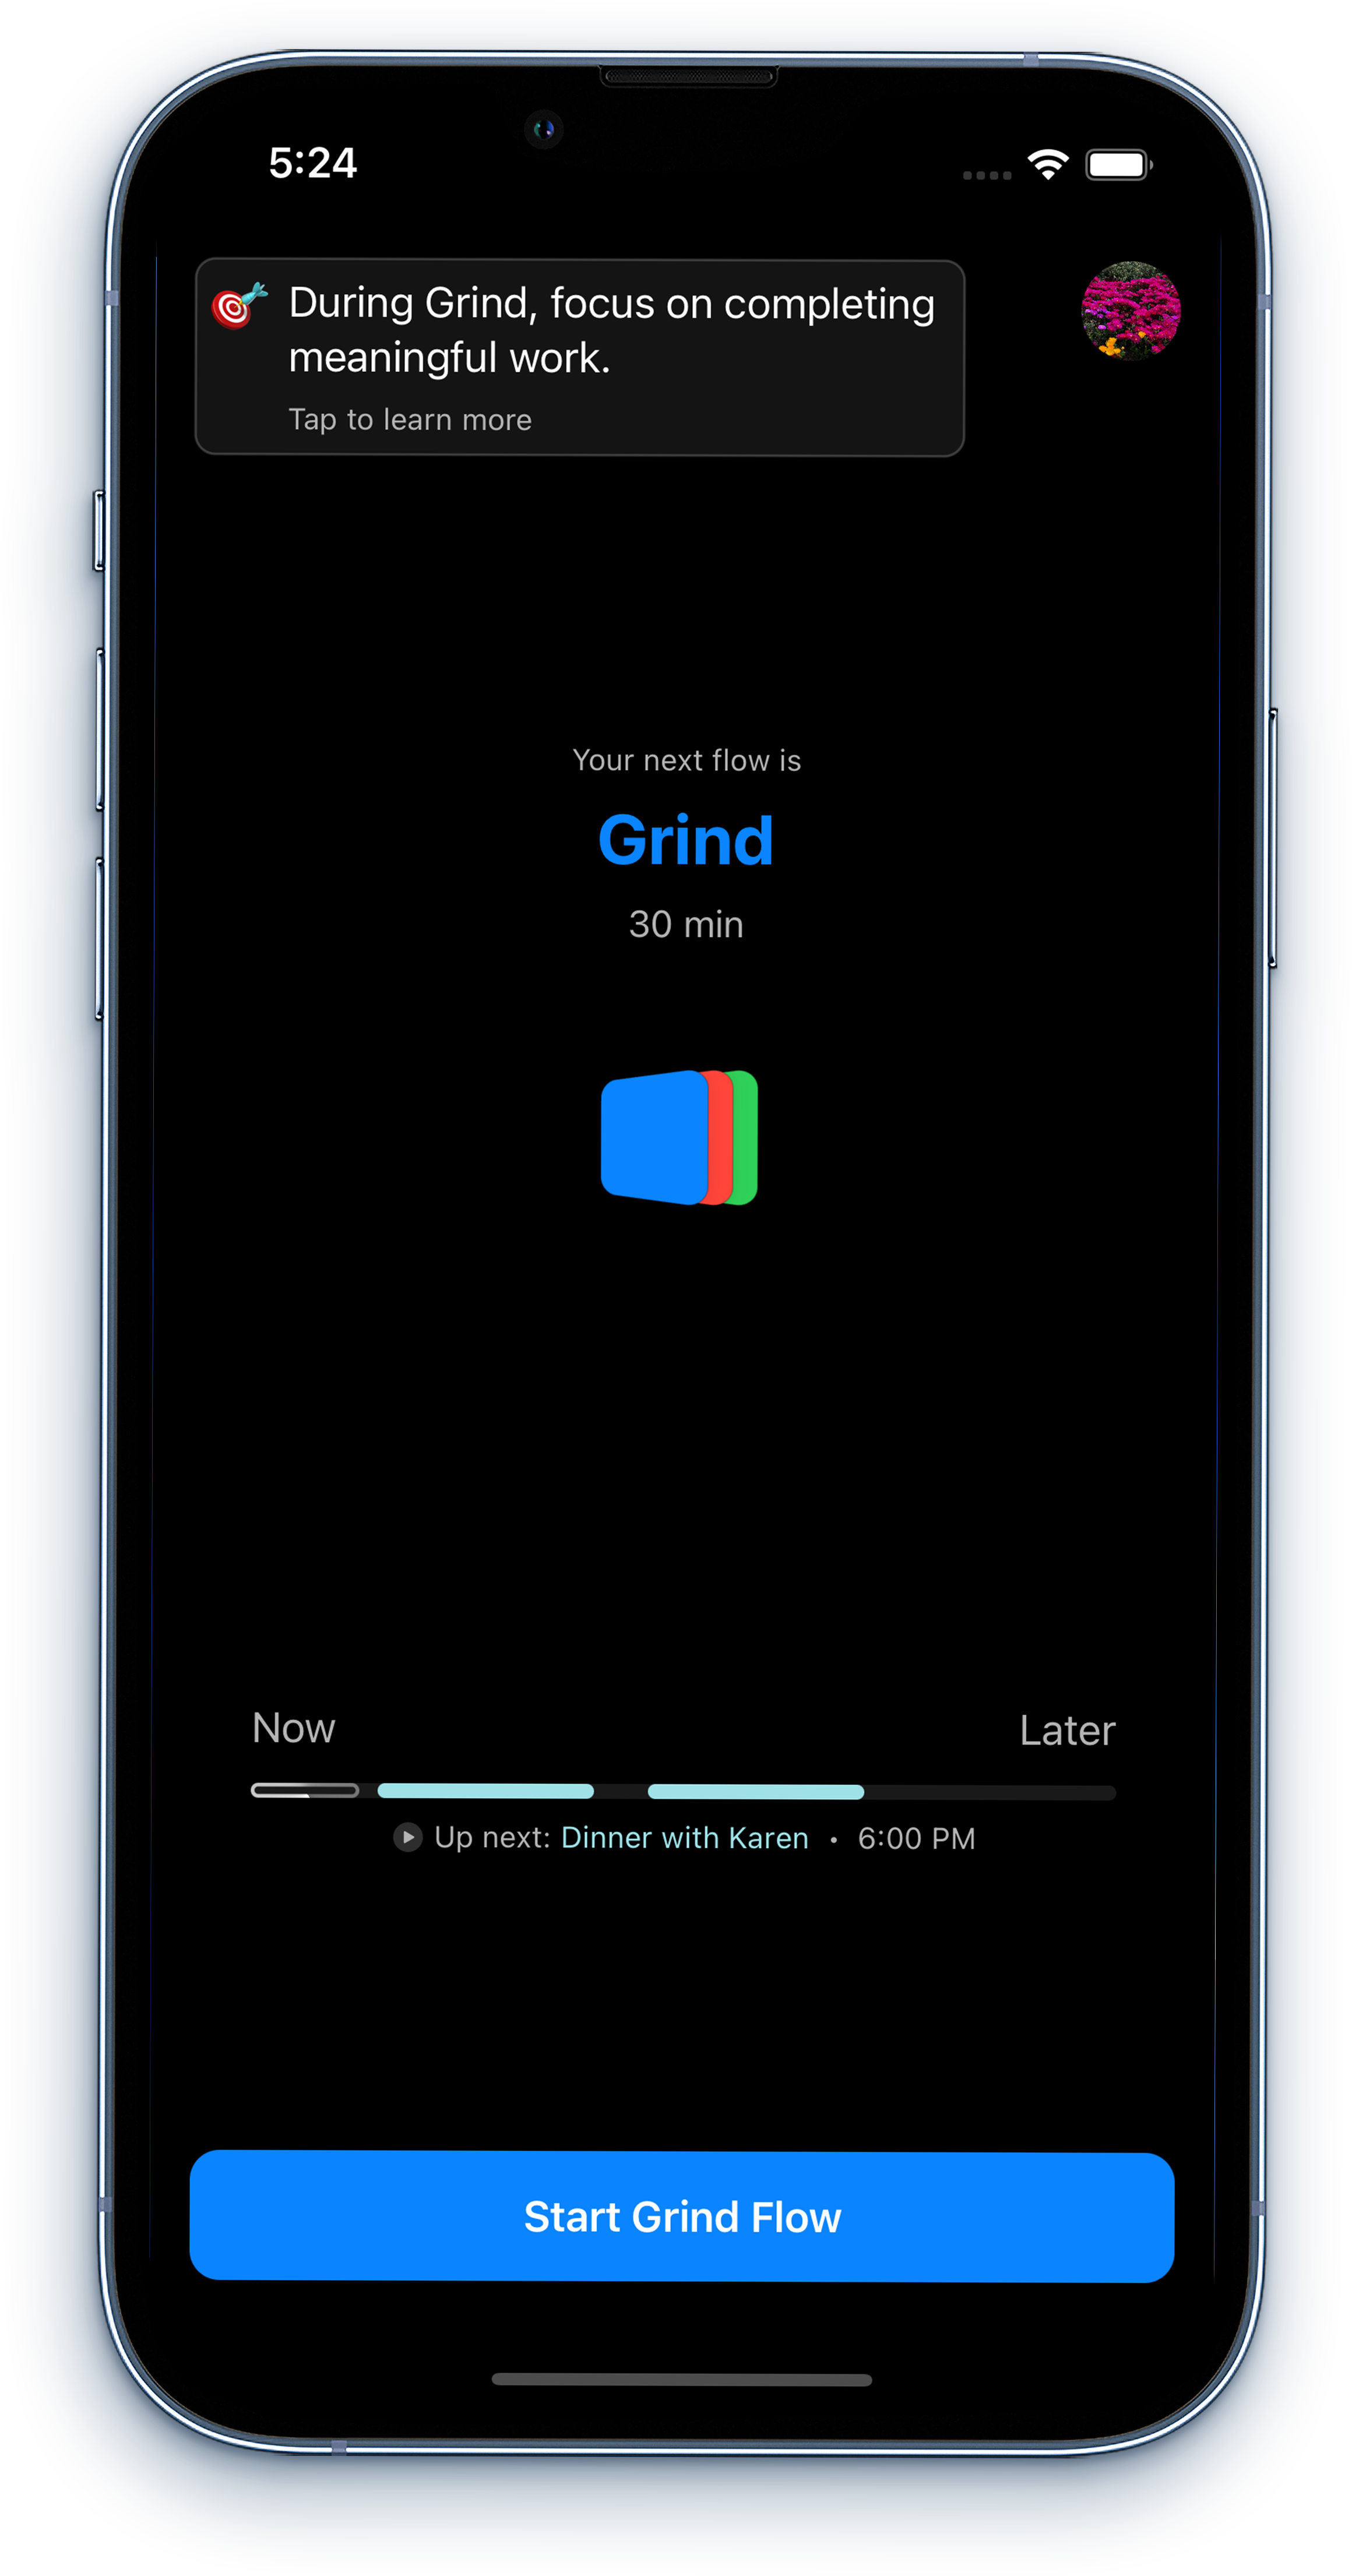 5:24
During Grind, focus on completing
meaningful work.
Tap to learn more
Your next flow is
Grind
30 min
Now Later
Up next: Dinner with Karen • 6:00 PM
Start Grind Flow